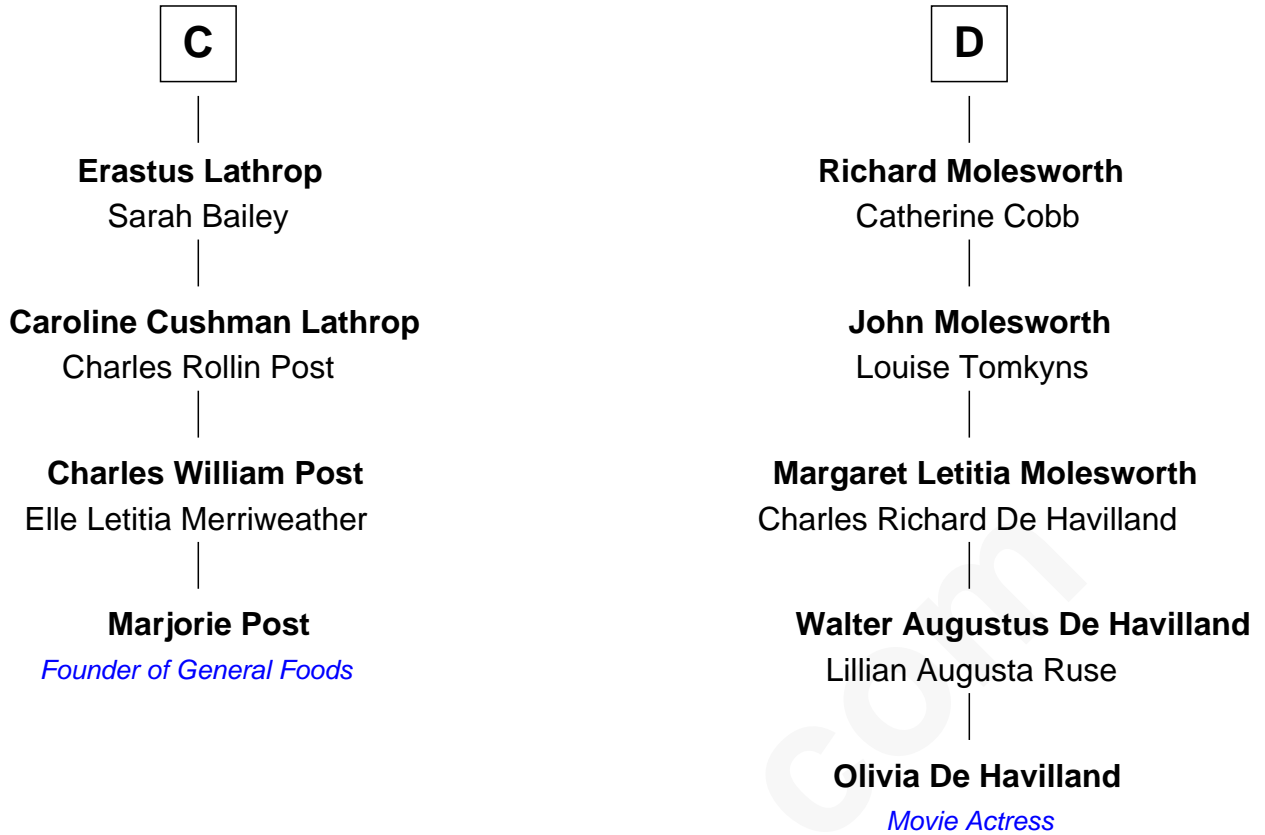 C
Erastus Lathrop
Sarah Bailey
Caroline Cushman Lathrop
Charles Rollin Post
Charles William Post
Elle Letitia Merriweather
Marjorie Post
Founder of General Foods
D
Richard Molesworth
Catherine Cobb
John Molesworth
Louise Tomkyns
Margaret Letitia Molesworth
Charles Richard De Havilland
Walter Augustus De Havilland
Lillian Augusta Ruse
Olivia De Havilland
Movie Actress
com